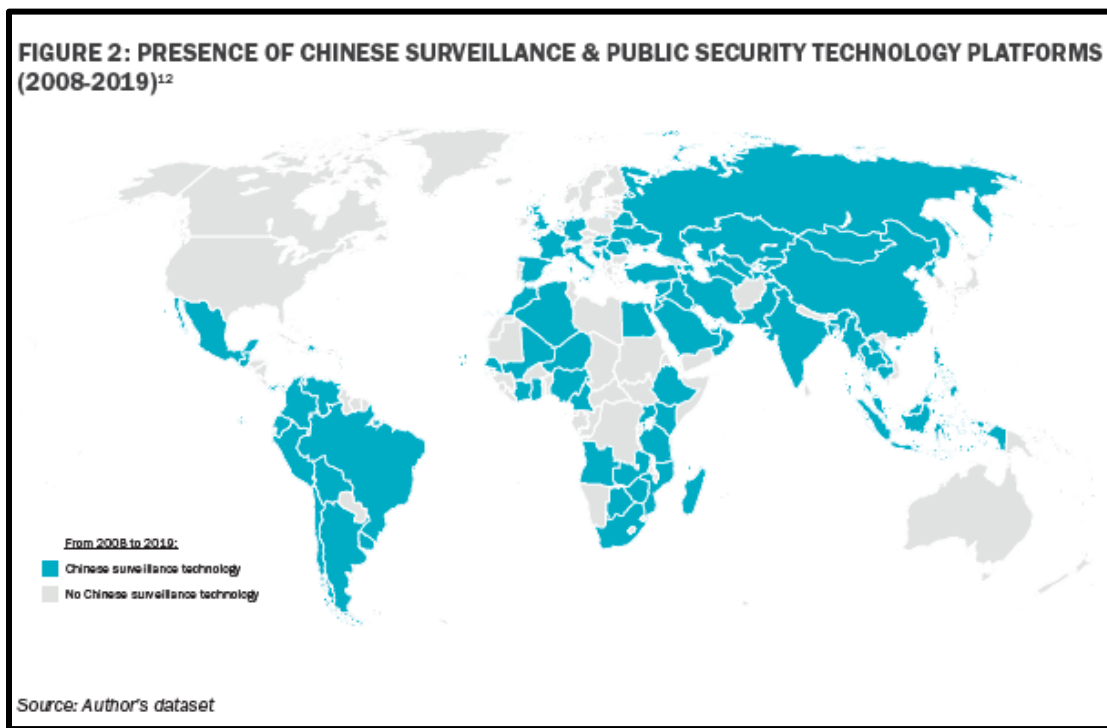 FIGURE 2: PRESENCE OF CHINESE SURVEILLANCE & PUBLIC SECURITY TECHNOLOGY PLATFORMS
(2008-2019)¹²
From 2008 to 2019:
Chinese surveillance technology
No Chinese surveillance technology
Source: Author's dataset